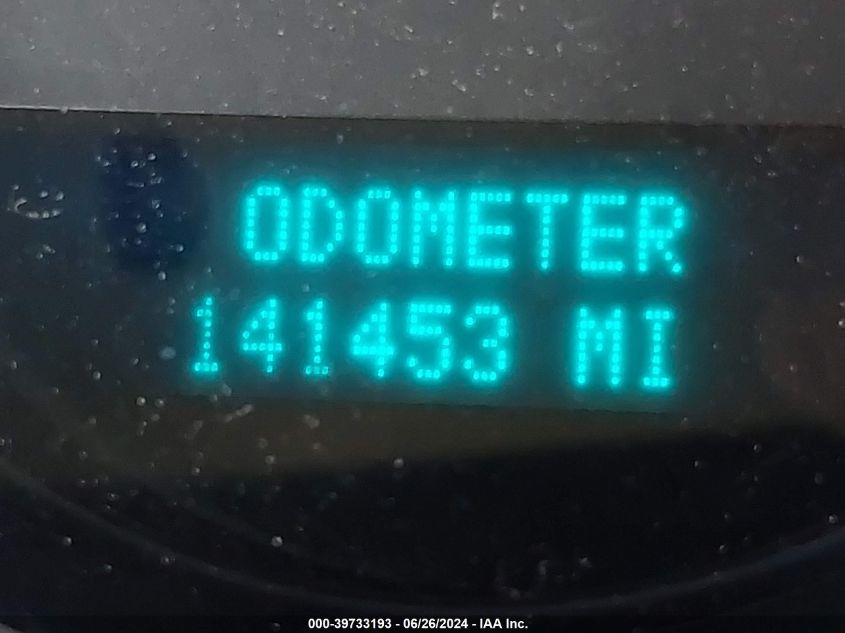 ODOMETER
141453 MI
000-39733193 - 06/26/2024 - IAA Inc.